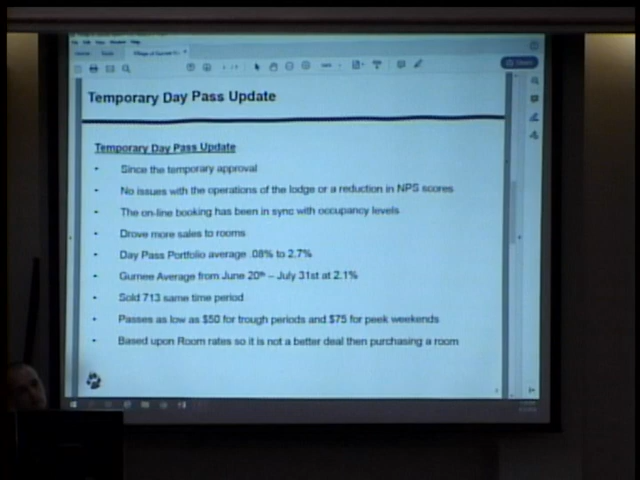 Temporary Day Pass Update
Temporary Day Pass Update
- Since the temporary approval
- No issues with the operations of the lodge or a reduction in NPS scores
- The on-line booking has been in sync with occupancy levels
- Drove more sales to rooms
- Day Pass Portfolio average .08% to 2.7%
- Gurnee Average from June 20th – July 31st at 2.1%
- Sold 713 same time period
- Passes as low as $50 for trough periods and $75 for peek weekends
- Based upon Room rates so it is not a better deal then purchasing a room